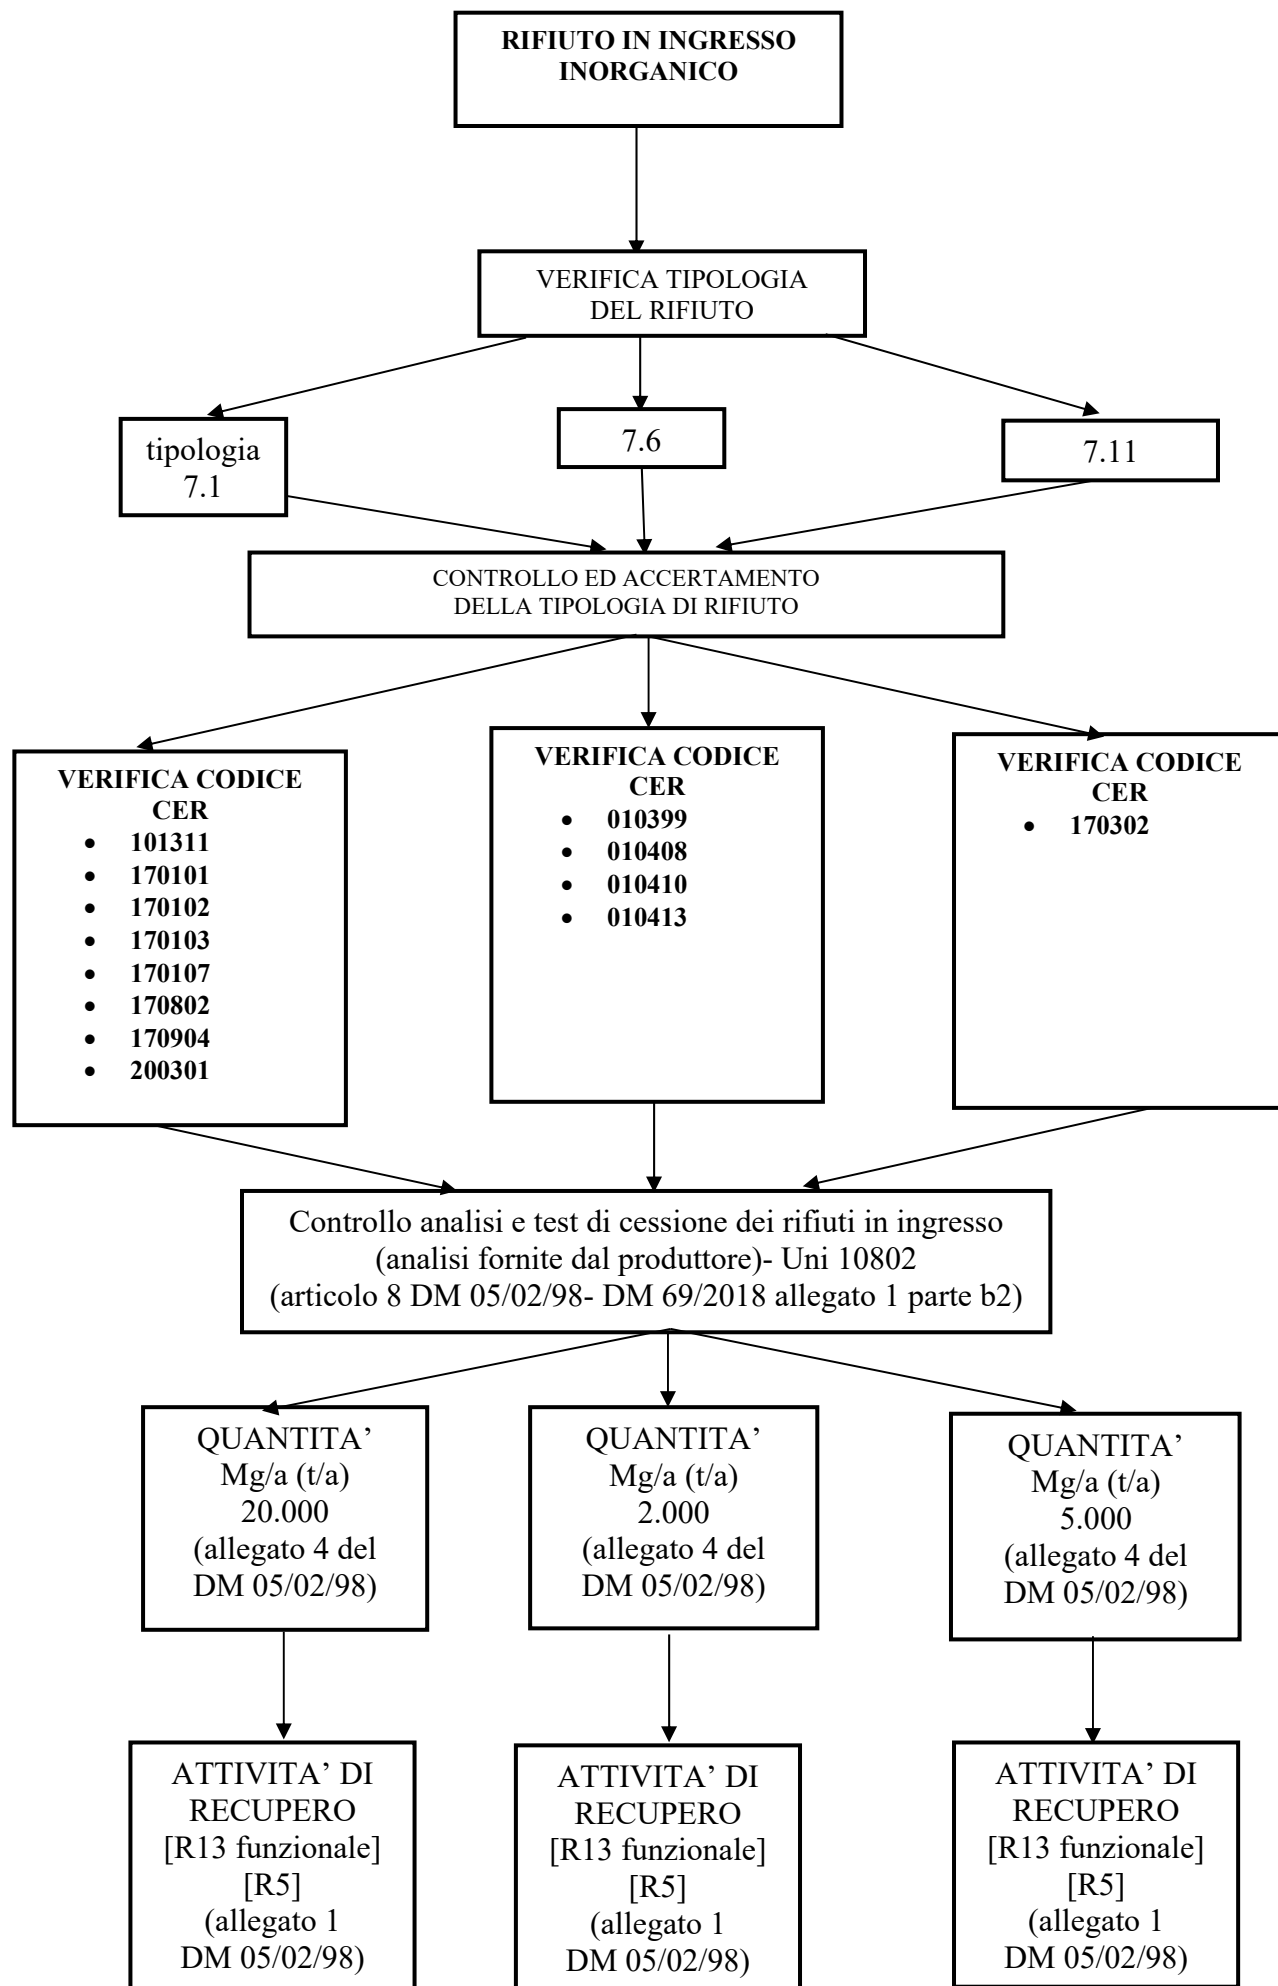 RIFIUTO IN INGRESSO
INORGANICO
VERIFICA TIPOLOGIA
DEL RIFIUTO
tipologia
7.1
7.6
7.11
CONTROLLO ED ACCERTAMENTO
DELLA TIPOLOGIA DI RIFIUTO
VERIFICA CODICE
CER
• 101311
• 170101
• 170102
• 170103
• 170107
• 170802
• 170904
• 200301
VERIFICA CODICE
CER
• 010399
• 010408
• 010410
• 010413
VERIFICA CODICE
CER
• 170302
Controllo analisi e test di cessione dei rifiuti in ingresso
(analisi fornite dal produttore)- Uni 10802
(articolo 8 DM 05/02/98- DM 69/2018 allegato 1 parte b2)
QUANTITA’
Mg/a (t/a)
20.000
(allegato 4 del
DM 05/02/98)
QUANTITA’
Mg/a (t/a)
2.000
(allegato 4 del
DM 05/02/98)
QUANTITA’
Mg/a (t/a)
5.000
(allegato 4 del
DM 05/02/98)
ATTIVITA’ DI
RECUPERO
[R13 funzionale]
[R5]
(allegato 1
DM 05/02/98)
ATTIVITA’ DI
RECUPERO
[R13 funzionale]
[R5]
(allegato 1
DM 05/02/98)
ATTIVITA’ DI
RECUPERO
[R13 funzionale]
[R5]
(allegato 1
DM 05/02/98)